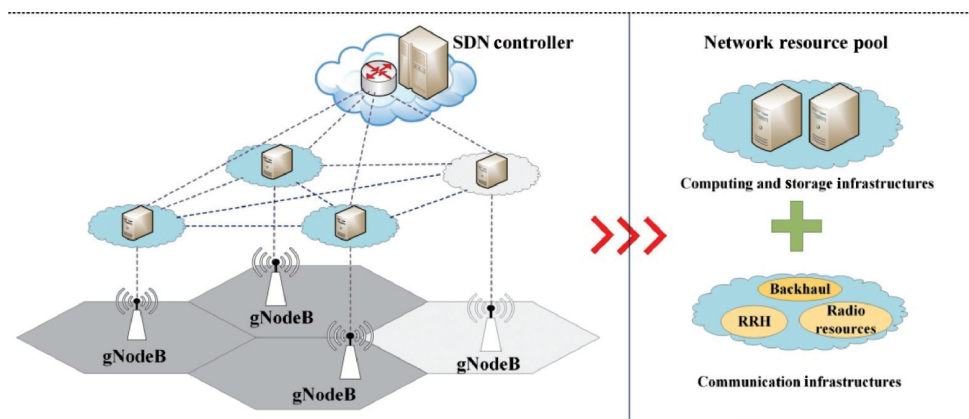 SDN controller
gNodeB
gNodeB
gNodeB
gNodeB
Network resource pool
Computing and storage infrastructures
Backhaul
RRH
Radio
resources
Communication infrastructures